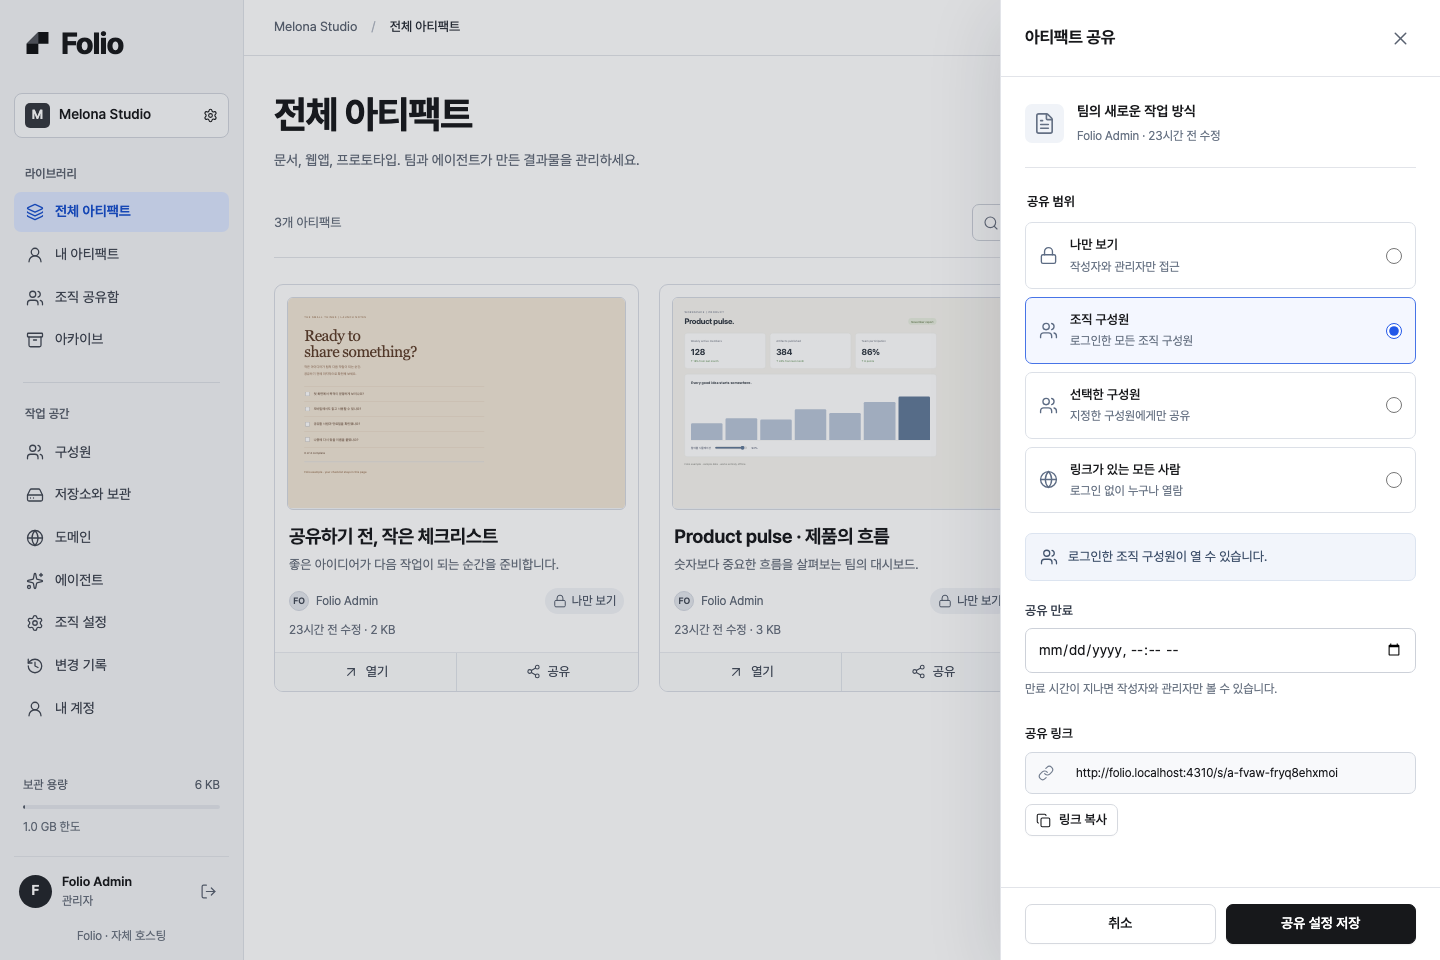 Folio
M Melona Studio
라이브러리
전체 아티팩트
내 아티팩트
조직 공유함
아카이브
작업 공간
구성원
저장소와 보관
도메인
에이전트
조직 설정
변경 기록
내 계정
보관 용량 6 KB
1.0 GB 한도
F Folio Admin
관리자
Folio · 자체 호스팅
Melona Studio / 전체 아티팩트
전체 아티팩트
문서, 웹앱, 프로토타입. 팀과 에이전트가 만든 결과물을 관리하세요.
3개 아티팩트
Ready to
share something?
공유하기 전, 작은 체크리스트
좋은 아이디어가 다음 작업이 되는 순간을 준비합니다.
FO Folio Admin 나만 보기
23시간 전 수정 · 2 KB
열기 공유
Product pulse.
128 384 86%
Every good idea starts somewhere.
Product pulse · 제품의 흐름
숫자보다 중요한 흐름을 살펴보는 팀의 대시보드.
FO Folio Admin 나만 보기
23시간 전 수정 · 3 KB
열기 공유
아티팩트 공유
팀의 새로운 작업 방식
Folio Admin · 23시간 전 수정
공유 범위
나만 보기
작성자와 관리자만 접근
조직 구성원
로그인한 모든 조직 구성원
선택한 구성원
지정한 구성원에게만 공유
링크가 있는 모든 사람
로그인 없이 누구나 열람
로그인한 조직 구성원이 열 수 있습니다.
공유 만료
mm/dd/yyyy, --:-- --
만료 시간이 지나면 작성자와 관리자만 볼 수 있습니다.
공유 링크
http://folio.localhost:4310/s/a-fvaw-fryq8ehxmoi
링크 복사
취소 공유 설정 저장